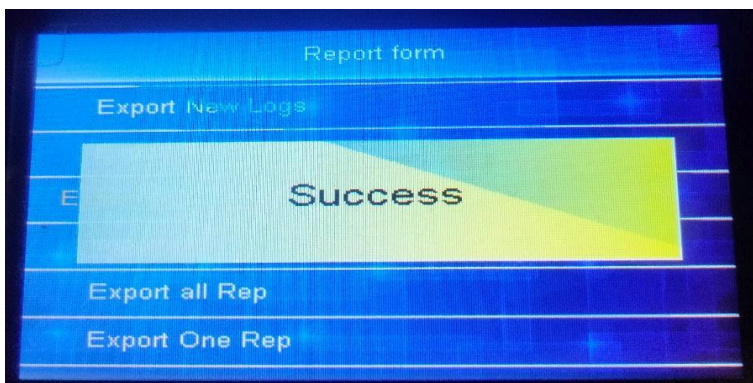 Report form
Export New Logs
E
Success
Export all Rep
Export One Rep